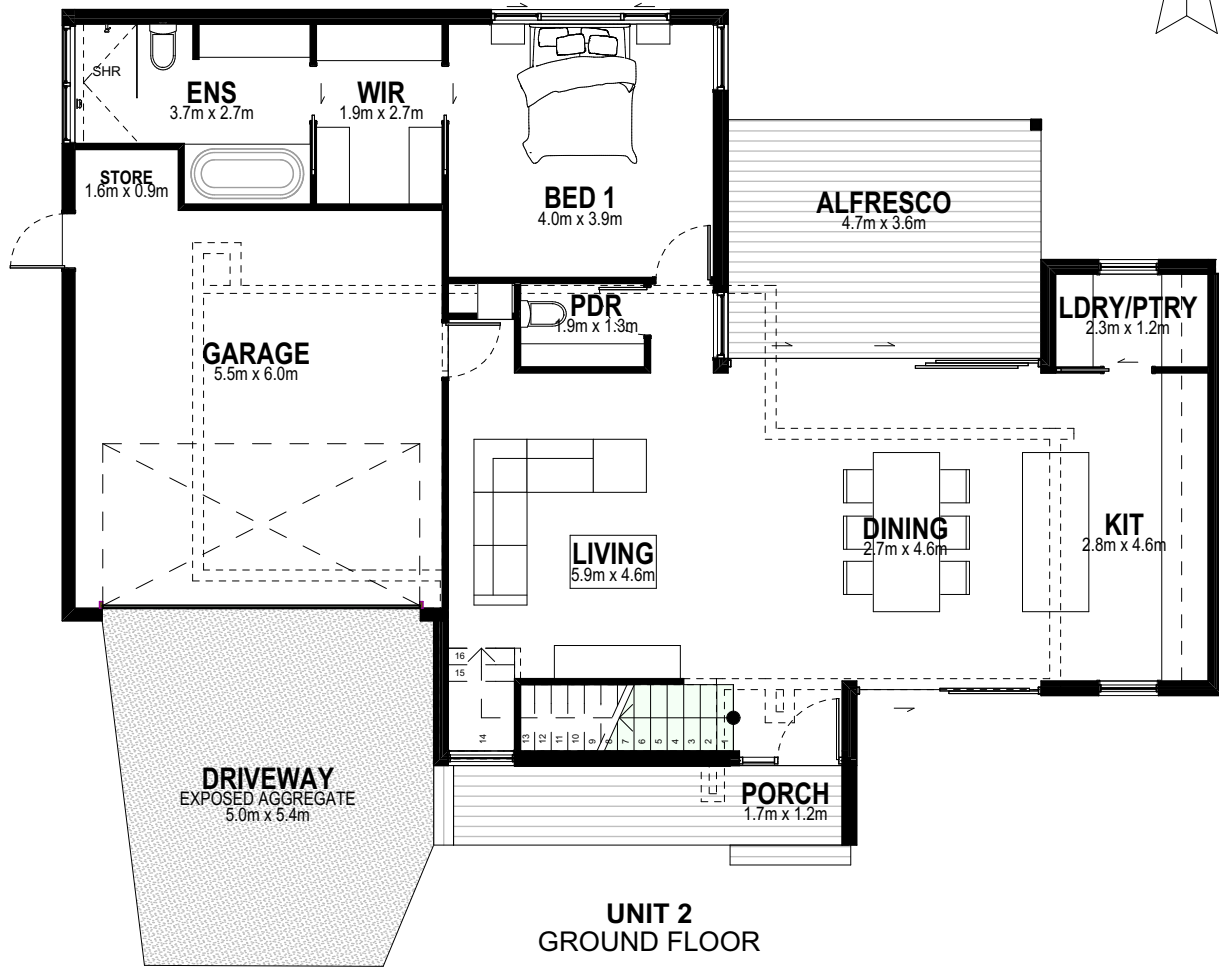 SHR
ENS
3.7m x 2.7m
WIR
1.9m x 2.7m
STORE
1.6m x 0.9m
BED 1
4.0m x 3.9m
ALFRESCO
4.7m x 3.6m
PDR
1.9m x 1.3m
LDRY/PTRY
2.3m x 1.2m
GARAGE
5.5m x 6.0m
LIVING
5.9m x 4.6m
DINING
2.7m x 4.6m
KIT
2.8m x 4.6m
16
15
14
13
12
11
10
9
8
7
6
5
4
3
2
1
DRIVEWAY
EXPOSED AGGREGATE
5.0m x 5.4m
PORCH
1.7m x 1.2m
UNIT 2
GROUND FLOOR